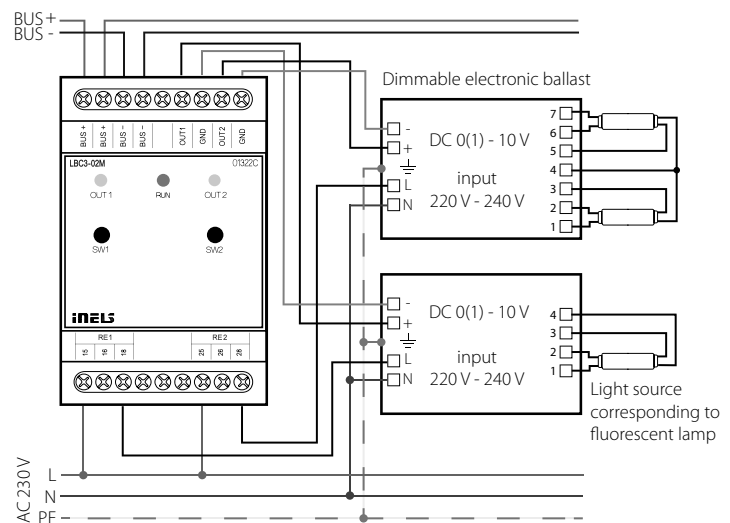 BUS +
BUS -
BUS +
BUS +
BUS -
BUS -
OUT1
GND
OUT2
GND
LBC3-02M
01322C
OUT 1
RUN
OUT 2
SW1
SW2
inELS
RE1
RE2
15
16
18
25
26
28
Dimmable electronic ballast
-
+
L
N
DC 0(1) - 10 V
input
220 V - 240 V
7
6
5
4
3
2
1
-
+
L
N
DC 0(1) - 10 V
input
220 V - 240 V
4
3
2
1
Light source
corresponding to
fluorescent lamp
AC 230 V
L
N
PF